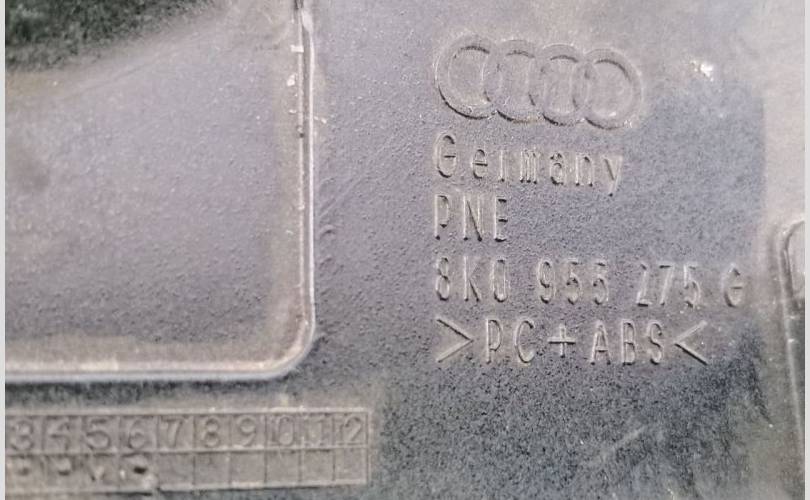 Germany
PNE
8K0 955 275 G
>PC+ABS<
3 4 5 6 7 8 9 10 11 12